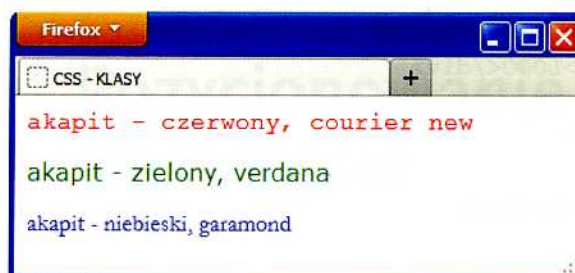 Firefox
CSS - KLASY
+
akapit - czerwony, courier new
akapit - zielony, verdana
akapit - niebieski, garamond